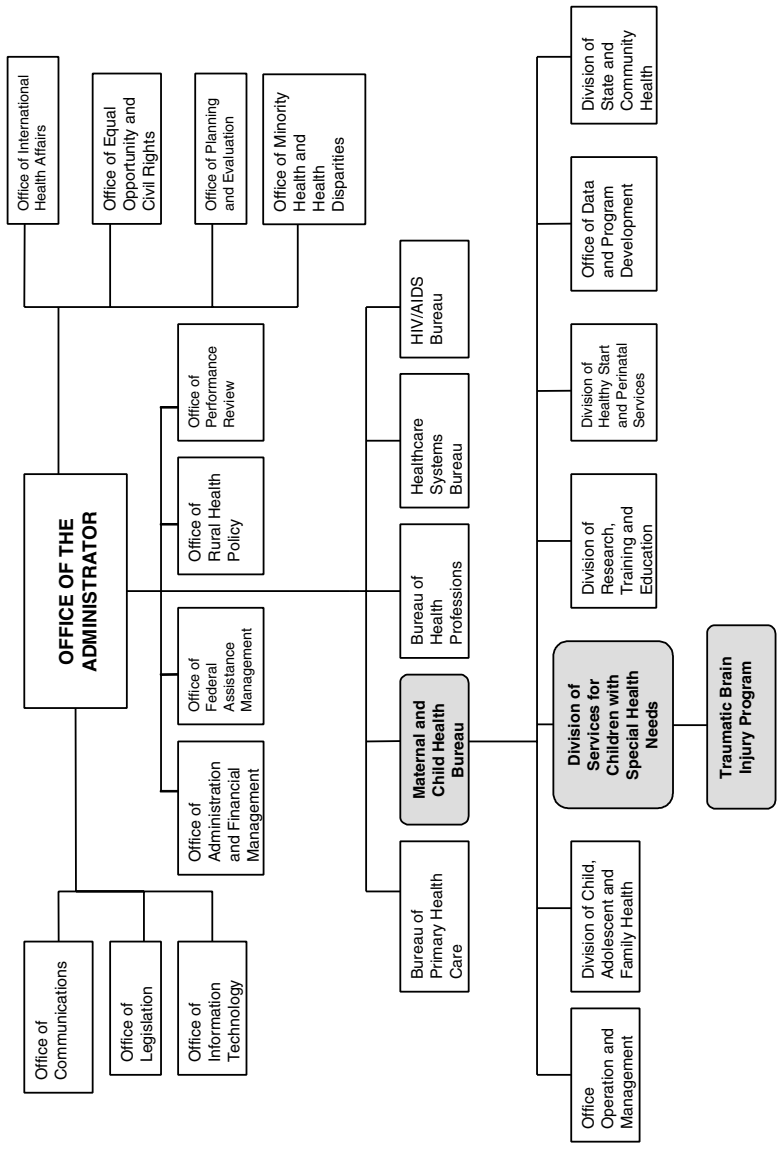 OFFICE OF THE
ADMINISTRATOR
Office of
Communications
Office of
Legislation
Office of
Information
Technology
Office of International
Health Affairs
Office of Equal
Opportunity and
Civil Rights
Office of Planning
and Evaluation
Office of Minority
Health and
Health
Disparities
Office of
Administration
and Financial
Management
Office of
Federal
Assistance
Management
Office of
Rural Health
Policy
Office of
Performance
Review
Bureau of
Primary Health
Care
Maternal and
Child Health
Bureau
Bureau of
Health
Professions
Healthcare
Systems
Bureau
HIV/AIDS
Bureau
Office
Operation and
Management
Division of Child,
Adolescent and
Family Health
Division of
Services for
Children with
Special Health
Needs
Division of
Research,
Training and
Education
Division of
Healthy Start
and Perinatal
Services
Office of Data
and Program
Development
Division of
State and
Community
Health
Traumatic Brain
Injury Program